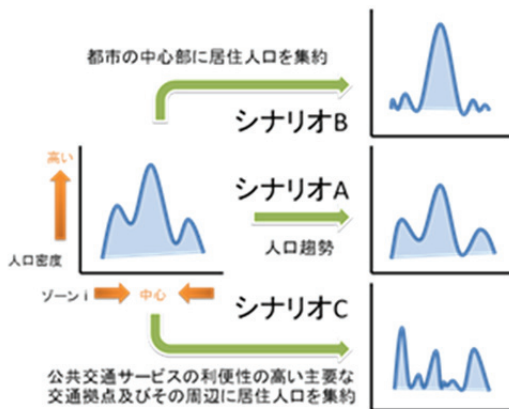 都市の中心部に居住人口を集約
シナリオB
高い
シナリオA
人口密度
人口趨勢
ゾーン i
中心
シナリオC
公共交通サービスの利便性の高い主要な
交通拠点及びその周辺に居住人口を集約